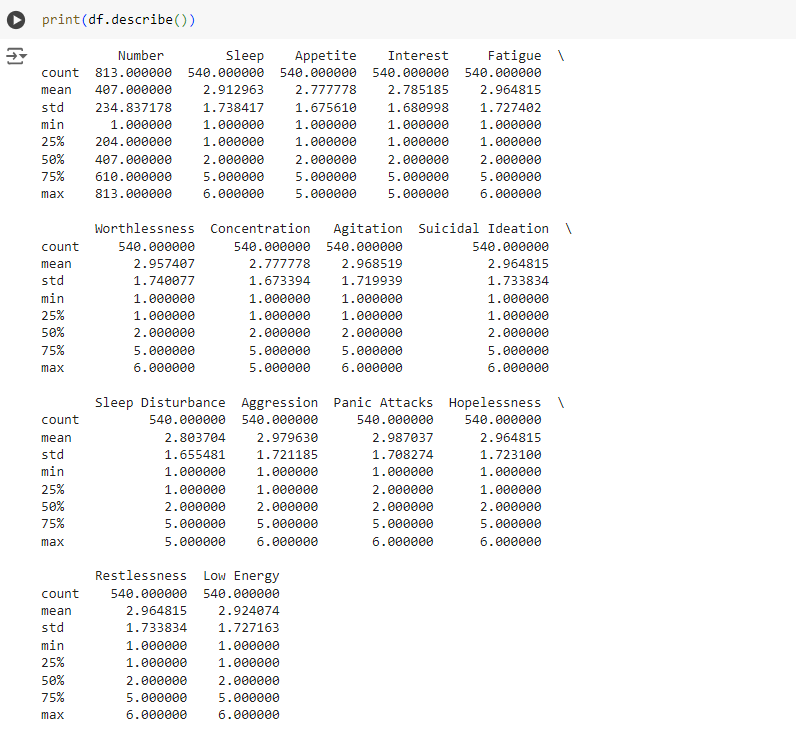 print(df.describe())
Number Sleep Appetite Interest Fatigue \
count 813.000000 540.000000 540.000000 540.000000 540.000000
mean 407.000000 2.912963 2.777778 2.785185 2.964815
std 234.837178 1.738417 1.675610 1.680998 1.727402
min 1.000000 1.000000 1.000000 1.000000 1.000000
25% 204.000000 1.000000 1.000000 1.000000 1.000000
50% 407.000000 2.000000 2.000000 2.000000 2.000000
75% 610.000000 5.000000 5.000000 5.000000 5.000000
max 813.000000 6.000000 5.000000 5.000000 6.000000
Worthlessness Concentration Agitation Suicidal Ideation \
count 540.000000 540.000000 540.000000 540.000000
mean 2.957407 2.777778 2.968519 2.964815
std 1.740077 1.673394 1.719939 1.733834
min 1.000000 1.000000 1.000000 1.000000
25% 1.000000 1.000000 1.000000 1.000000
50% 2.000000 2.000000 2.000000 2.000000
75% 5.000000 5.000000 5.000000 5.000000
max 6.000000 5.000000 6.000000 6.000000
Sleep Disturbance Aggression Panic Attacks Hopelessness \
count 540.000000 540.000000 540.000000 540.000000
mean 2.803704 2.979630 2.987037 2.964815
std 1.655481 1.721185 1.708274 1.723100
min 1.000000 1.000000 1.000000 1.000000
25% 1.000000 1.000000 2.000000 1.000000
50% 2.000000 2.000000 2.000000 2.000000
75% 5.000000 5.000000 5.000000 5.000000
max 5.000000 6.000000 6.000000 6.000000
Restlessness Low Energy
count 540.000000 540.000000
mean 2.964815 2.924074
std 1.733834 1.727163
min 1.000000 1.000000
25% 1.000000 1.000000
50% 2.000000 2.000000
75% 5.000000 5.000000
max 6.000000 6.000000